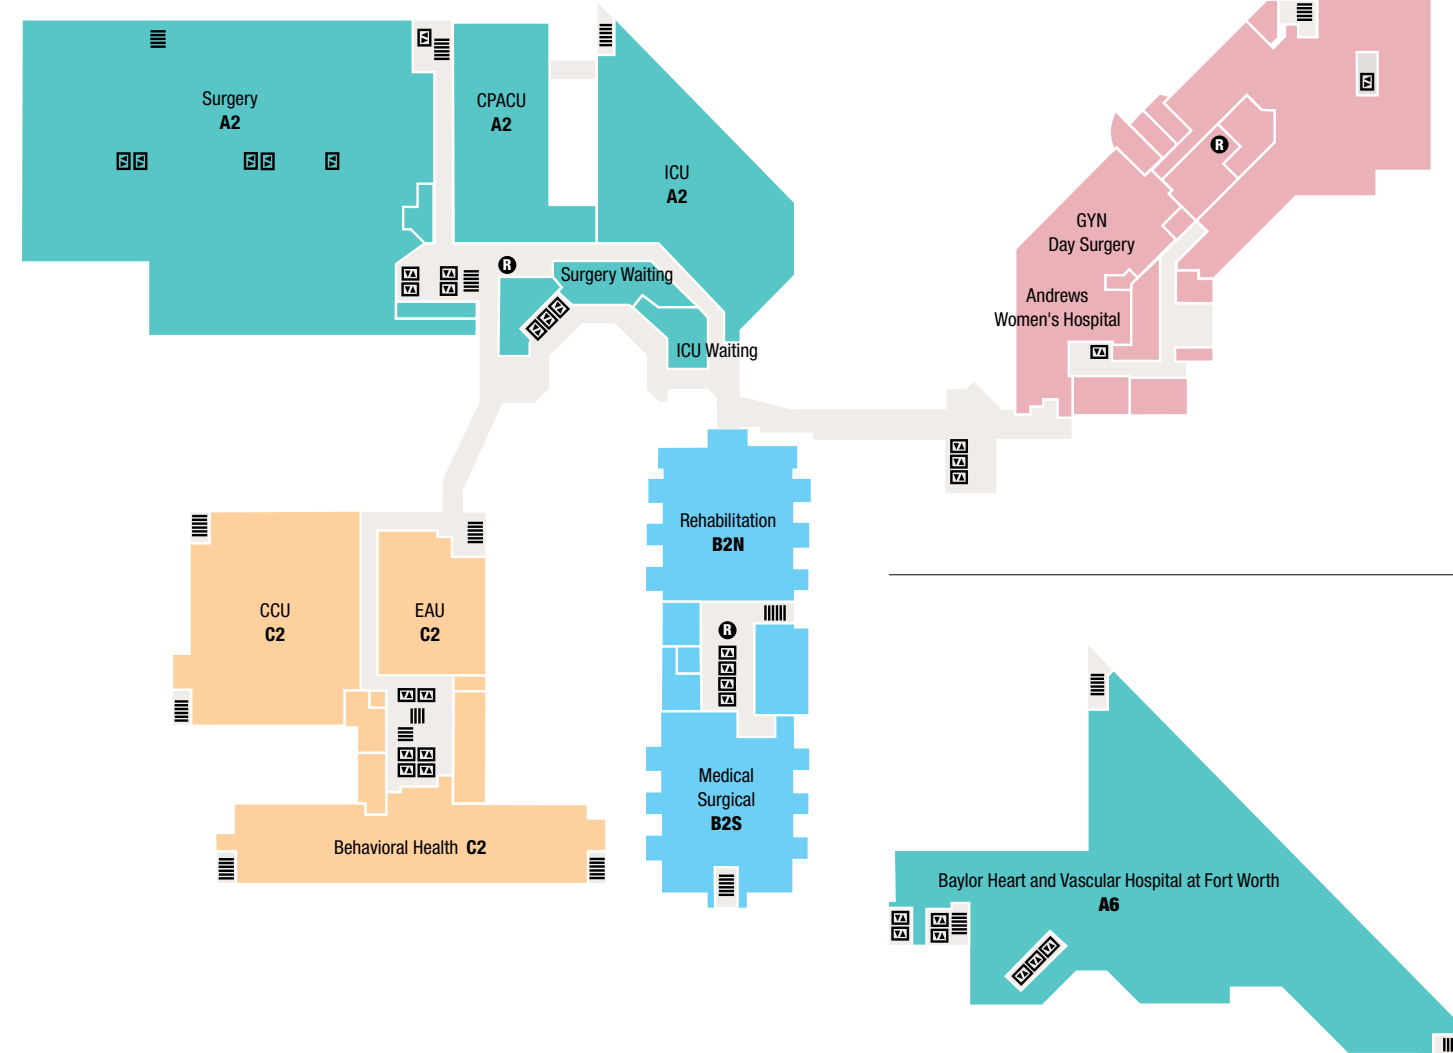 Surgery
A2
CPACU
A2
ICU
A2
R
Surgery Waiting
ICU Waiting
R
GYN
Day Surgery
Andrews
Women's Hospital
Rehabilitation
B2N
CCU
C2
EAU
C2
R
Medical
Surgical
B2S
Behavioral Health C2
Baylor Heart and Vascular Hospital at Fort Worth
A6